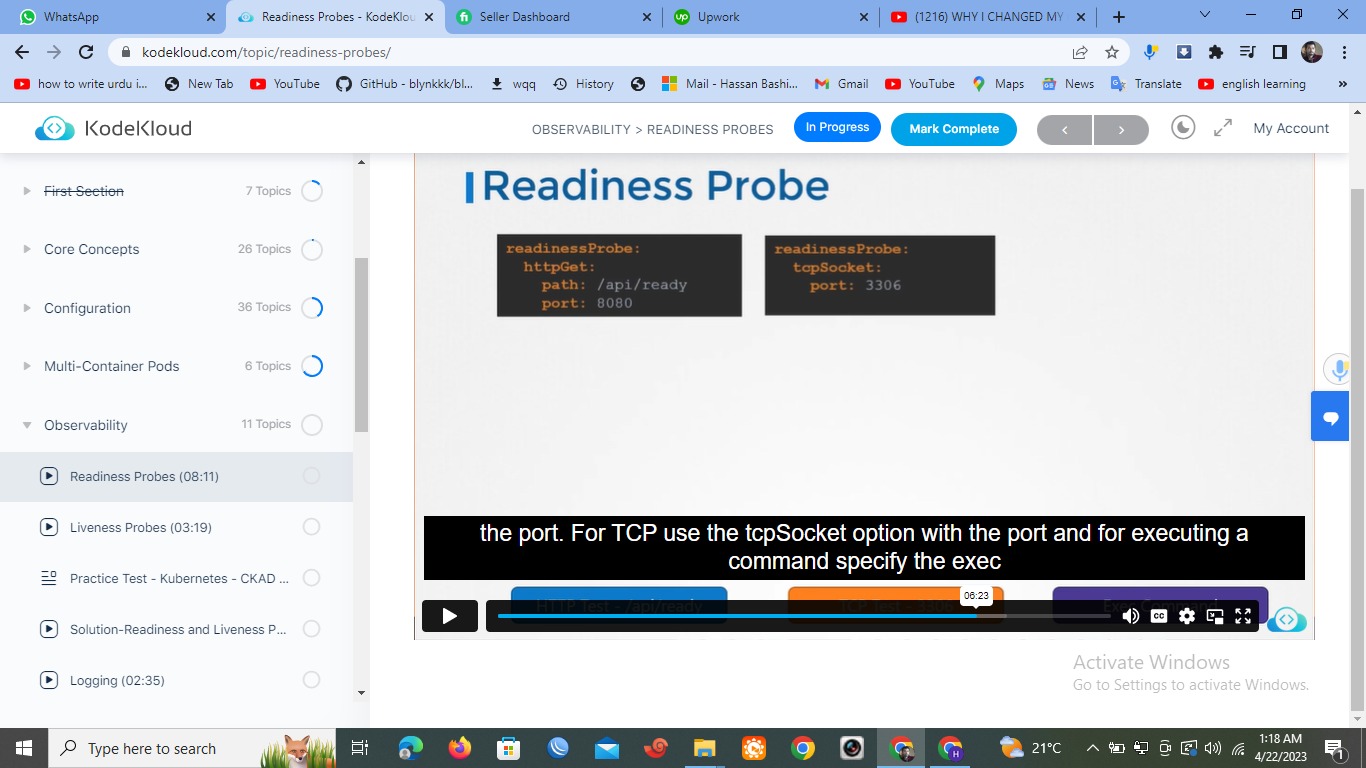 WhatsApp
Readiness Probes - KodeKlou
Seller Dashboard
Upwork
(1216) WHY I CHANGED MY
kodekloud.com/topic/readiness-probes/
how to write urdu i...
New Tab
YouTube
GitHub - blynkkk/bl...
wqq
History
Mail - Hassan Bashi...
Gmail
YouTube
Maps
News
Translate
english learning
KodeKloud
OBSERVABILITY > READINESS PROBES
In Progress
Mark Complete
My Account
First Section 7 Topics
Core Concepts 26 Topics
Configuration 36 Topics
Multi-Container Pods 6 Topics
Observability 11 Topics
Readiness Probes (08:11)
Liveness Probes (03:19)
Practice Test - Kubernetes - CKAD ...
Solution-Readiness and Liveness P...
Logging (02:35)
Readiness Probe
readinessProbe:
httpGet:
path: /api/ready
port: 8080
readinessProbe:
tcpSocket:
port: 3306
the port. For TCP use the tcpSocket option with the port and for executing a
command specify the exec
HTTP Test - /api/ready
TCP Test - 3306
Exec Command
06:23
CC
Activate Windows
Go to Settings to activate Windows.
Type here to search
21°C
1:18 AM
4/22/2023
1